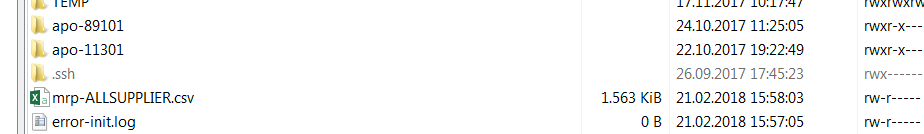 TEMP 17.11.2017 10:17:47 rwxrwxrw
apo-89101 24.10.2017 11:25:05 rwxr-x---
apo-11301 22.10.2017 19:22:49 rwxr-x---
.ssh 26.09.2017 17:45:23 rwx------
mrp-ALLSUPPLIER.csv 1.563 KiB 21.02.2018 15:58:03 rw-r-----
error-init.log 0 B 21.02.2018 15:57:05 rw-r-----